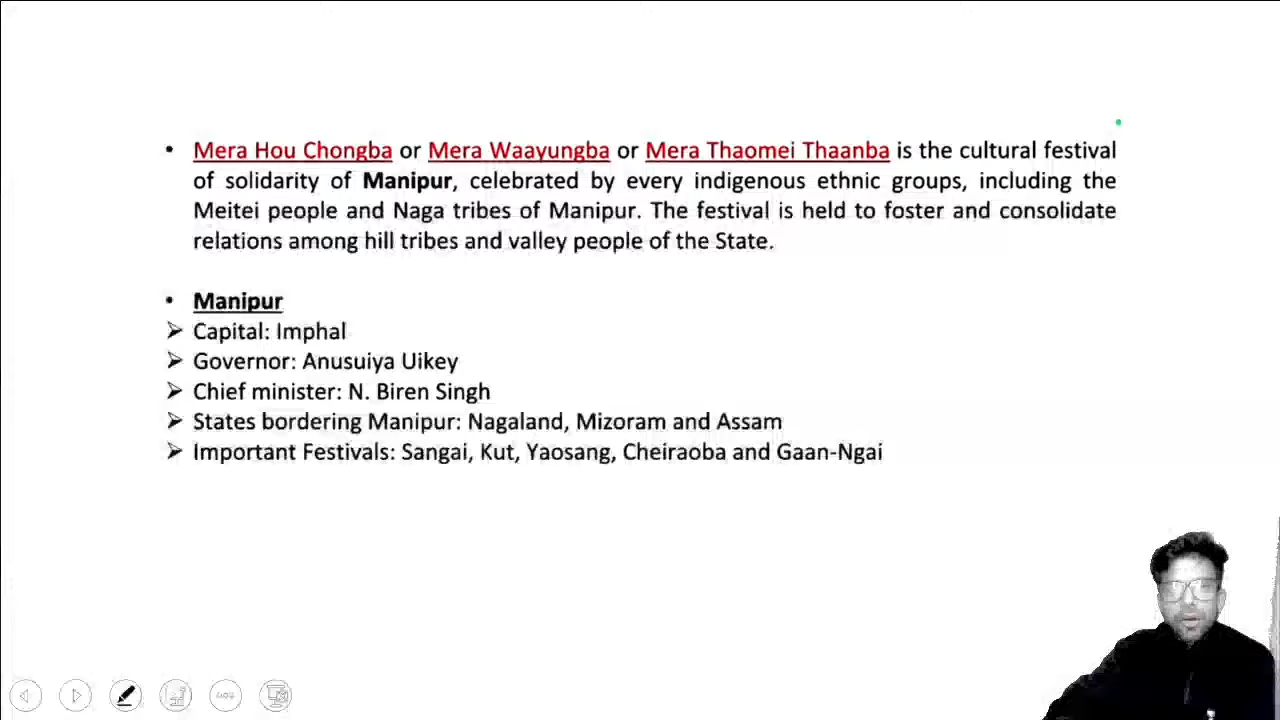 • Mera Hou Chongba or Mera Waayungba or Mera Thaomei Thaanba is the cultural festival
of solidarity of Manipur, celebrated by every indigenous ethnic groups, including the
Meitei people and Naga tribes of Manipur. The festival is held to foster and consolidate
relations among hill tribes and valley people of the State.
• Manipur
➢ Capital: Imphal
➢ Governor: Anusuiya Uikey
➢ Chief minister: N. Biren Singh
➢ States bordering Manipur: Nagaland, Mizoram and Assam
➢ Important Festivals: Sangai, Kut, Yaosang, Cheiraoba and Gaan-Ngai